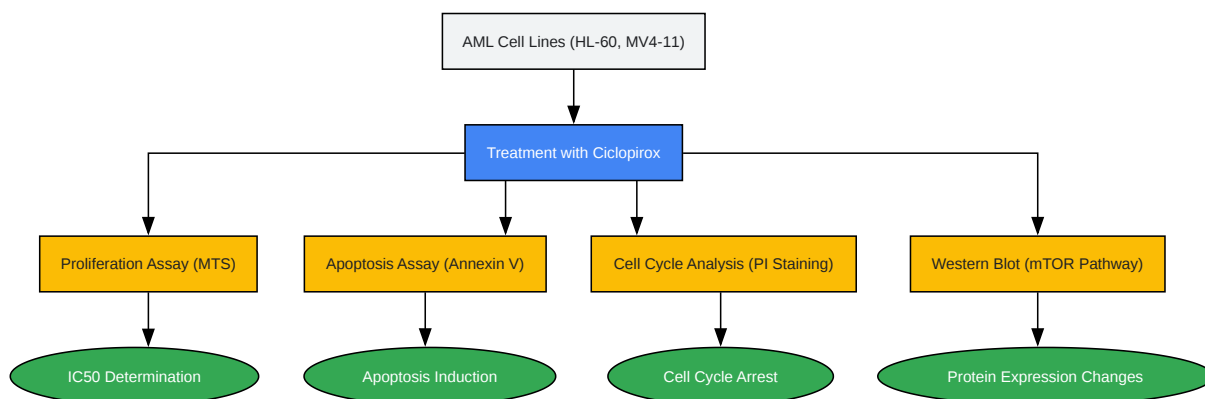 AML Cell Lines (HL-60, MV4-11)
Treatment with Ciclopirox
Proliferation Assay (MTS)
Apoptosis Assay (Annexin V)
Cell Cycle Analysis (PI Staining)
Western Blot (mTOR Pathway)
IC50 Determination
Apoptosis Induction
Cell Cycle Arrest
Protein Expression Changes